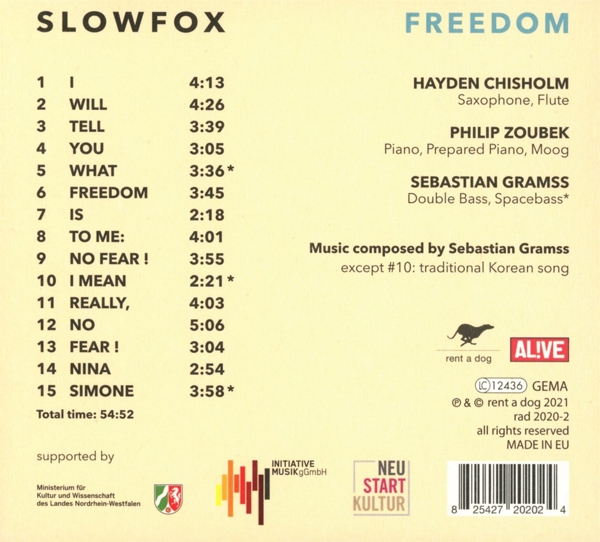 SLOWFOX FREEDOM
1 I 4:13
2 WILL 4:26
3 TELL 3:39
4 YOU 3:05
5 WHAT 3:36*
6 FREEDOM 3:45
7 IS 2:18
8 TO ME: 4:01
9 NO FEAR ! 3:55
10 I MEAN 2:21*
11 REALLY, 4:03
12 NO 5:06
13 FEAR ! 3:04
14 NINA 2:54
15 SIMONE 3:58*
Total time: 54:52
HAYDEN CHISHOLM
Saxophone, Flute
PHILIP ZOUBEK
Piano, Prepared Piano, Moog
SEBASTIAN GRAMSS
Double Bass, Spacebass*
Music composed by Sebastian Gramss
except #10: traditional Korean song
rent a dog
AL!VE
LC 12436 GEMA
℗ & © rent a dog 2021
rad 2020-2
all rights reserved
MADE IN EU
supported by
Ministerium für
Kultur und Wissenschaft
des Landes Nordrhein-Westfalen
INITIATIVE
MUSIKgGmbH
NEU
START
KULTUR
8 25427 20202 4